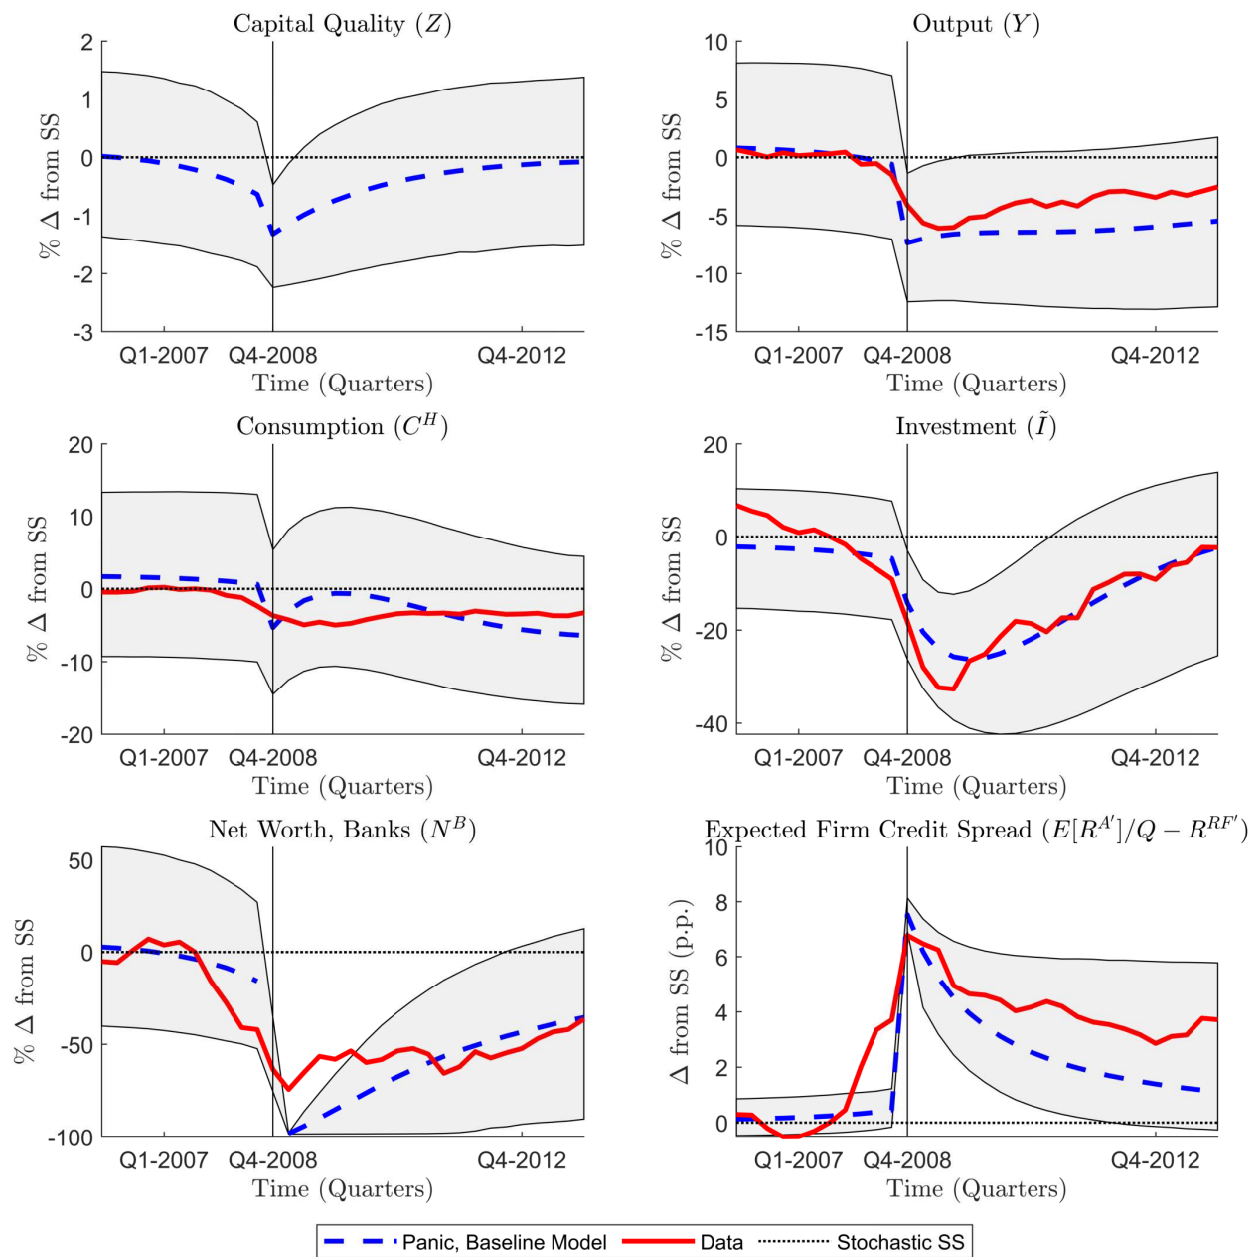 Capital Quality (Z)
% Δ from SS
2
1
0
-1
-2
-3
Q1-2007 Q4-2008 Q4-2012
Time (Quarters)
Output (Y)
% Δ from SS
10
5
0
-5
-10
-15
Q1-2007 Q4-2008 Q4-2012
Time (Quarters)
Consumption (C^H)
% Δ from SS
20
10
0
-10
-20
Q1-2007 Q4-2008 Q4-2012
Time (Quarters)
Investment (Ĩ)
% Δ from SS
20
0
-20
-40
Q1-2007 Q4-2008 Q4-2012
Time (Quarters)
Net Worth, Banks (N^B)
% Δ from SS
50
0
-50
-100
Q1-2007 Q4-2008 Q4-2012
Time (Quarters)
Expected Firm Credit Spread (E[R^A′]/Q − R^RF′)
Δ from SS (p.p.)
10
8
6
4
2
0
Q1-2007 Q4-2008 Q4-2012
Time (Quarters)
Panic, Baseline Model Data Stochastic SS